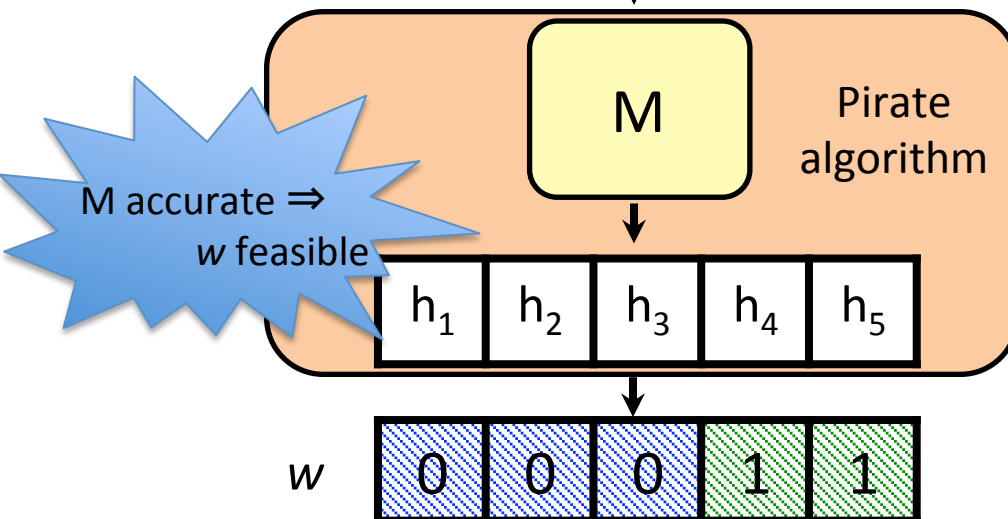 M
Pirate
algorithm
M accurate ⇒
w feasible
h₁ h₂ h₃ h₄ h₅
w 0 0 0 1 1